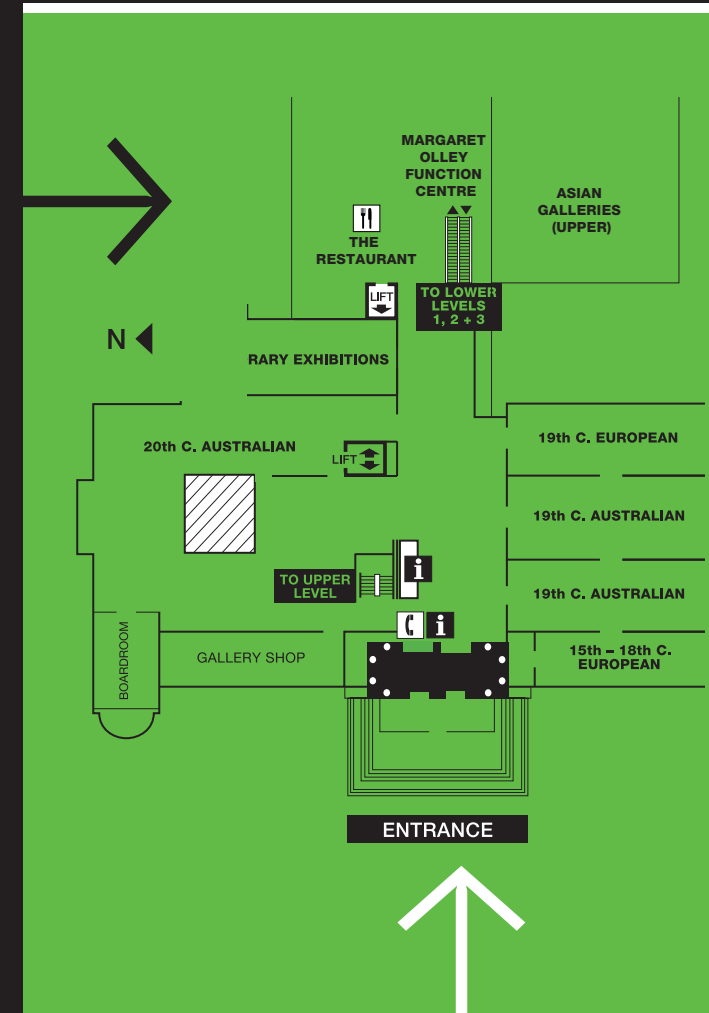 MARGARET
OLLEY
FUNCTION
CENTRE
ASIAN
GALLERIES
(UPPER)
THE
RESTAURANT
LIFT
TO LOWER
LEVELS
1, 2 + 3
N
RARY EXHIBITIONS
20th C. AUSTRALIAN
LIFT
19th C. EUROPEAN
19th C. AUSTRALIAN
i
TO UPPER
LEVEL
19th C. AUSTRALIAN
i
BOARDROOM
GALLERY SHOP
15th – 18th C.
EUROPEAN
ENTRANCE